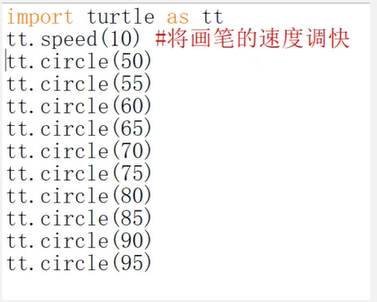 import turtle as tt
tt.speed(10) #将画笔的速度调快
tt.circle(50)
tt.circle(55)
tt.circle(60)
tt.circle(65)
tt.circle(70)
tt.circle(75)
tt.circle(80)
tt.circle(85)
tt.circle(90)
tt.circle(95)